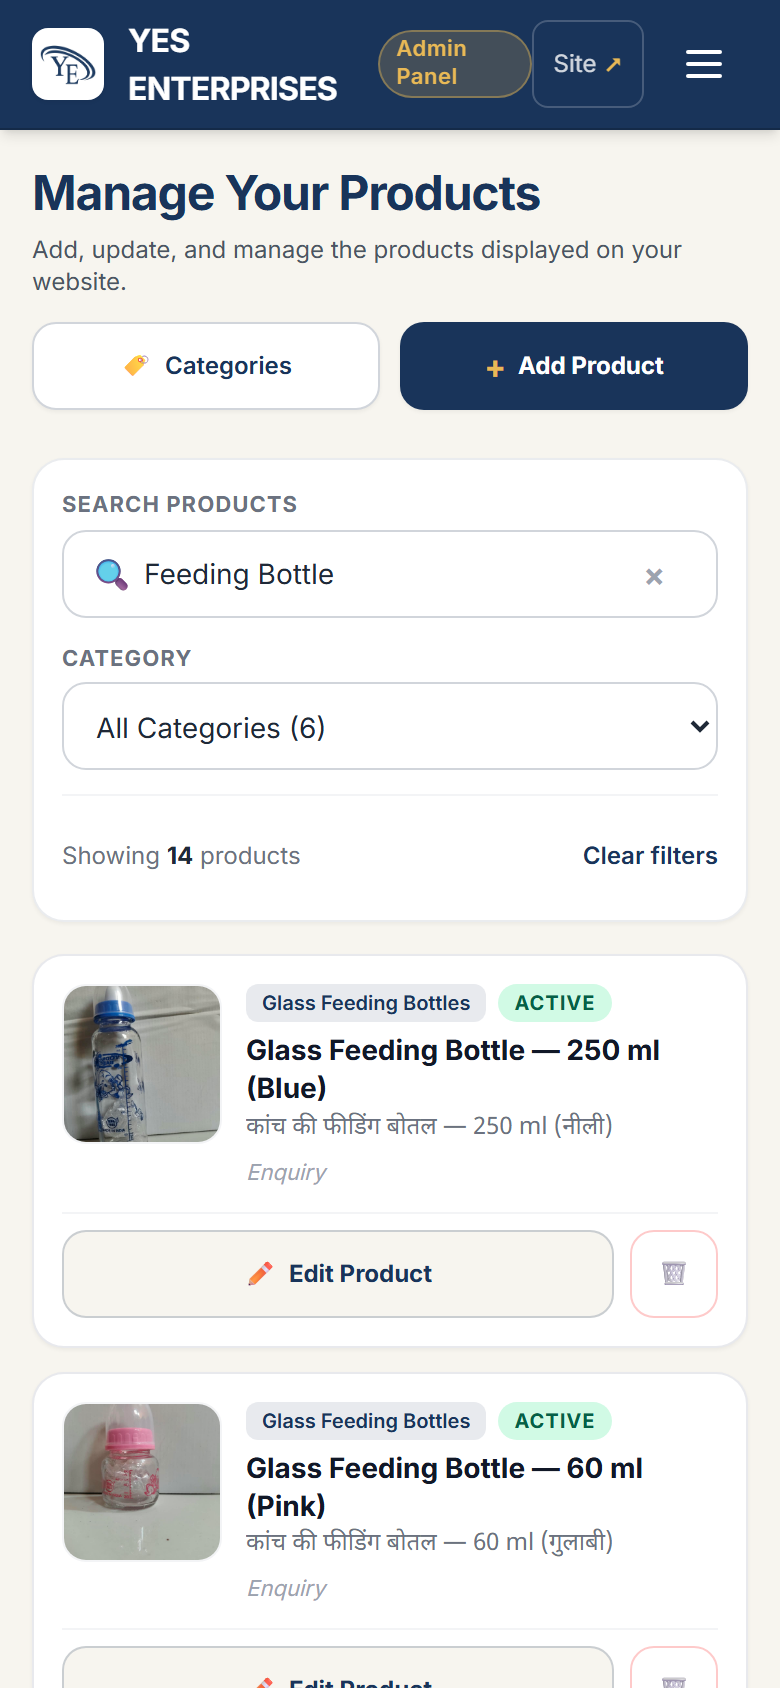 YE
YES
ENTERPRISES
Admin
Panel
Site ↗
Manage Your Products
Add, update, and manage the products displayed on your
website.
Categories
+ Add Product
SEARCH PRODUCTS
Feeding Bottle ×
CATEGORY
All Categories (6)
Showing 14 products Clear filters
Glass Feeding Bottles ACTIVE
Glass Feeding Bottle — 250 ml
(Blue)
कांच की फीडिंग बोतल — 250 ml (नीली)
Enquiry
Edit Product
Glass Feeding Bottles ACTIVE
Glass Feeding Bottle — 60 ml
(Pink)
कांच की फीडिंग बोतल — 60 ml (गुलाबी)
Enquiry
Edit Product